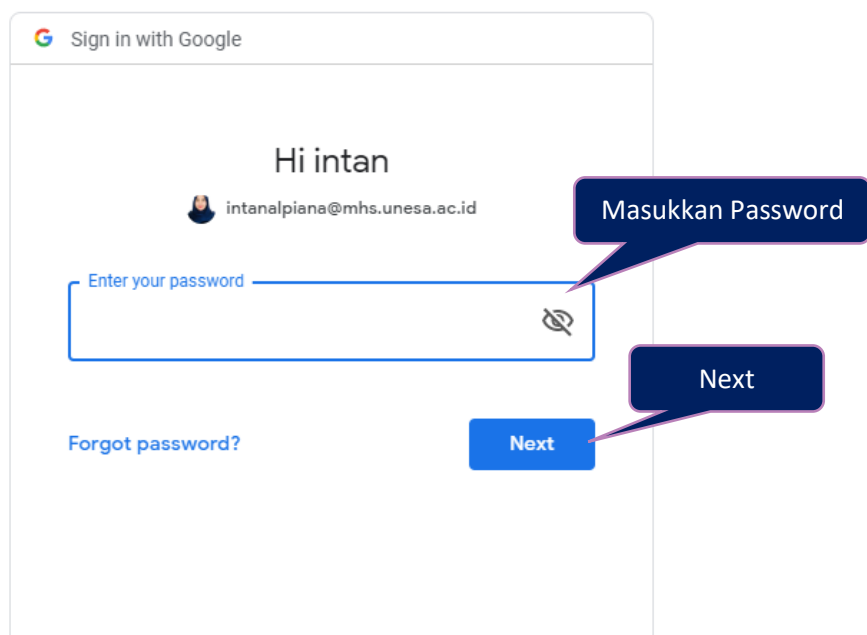 Sign in with Google
Hi intan
intanalpiana@mhs.unesa.ac.id
Masukkan Password
Enter your password
Next
Forgot password?
Next